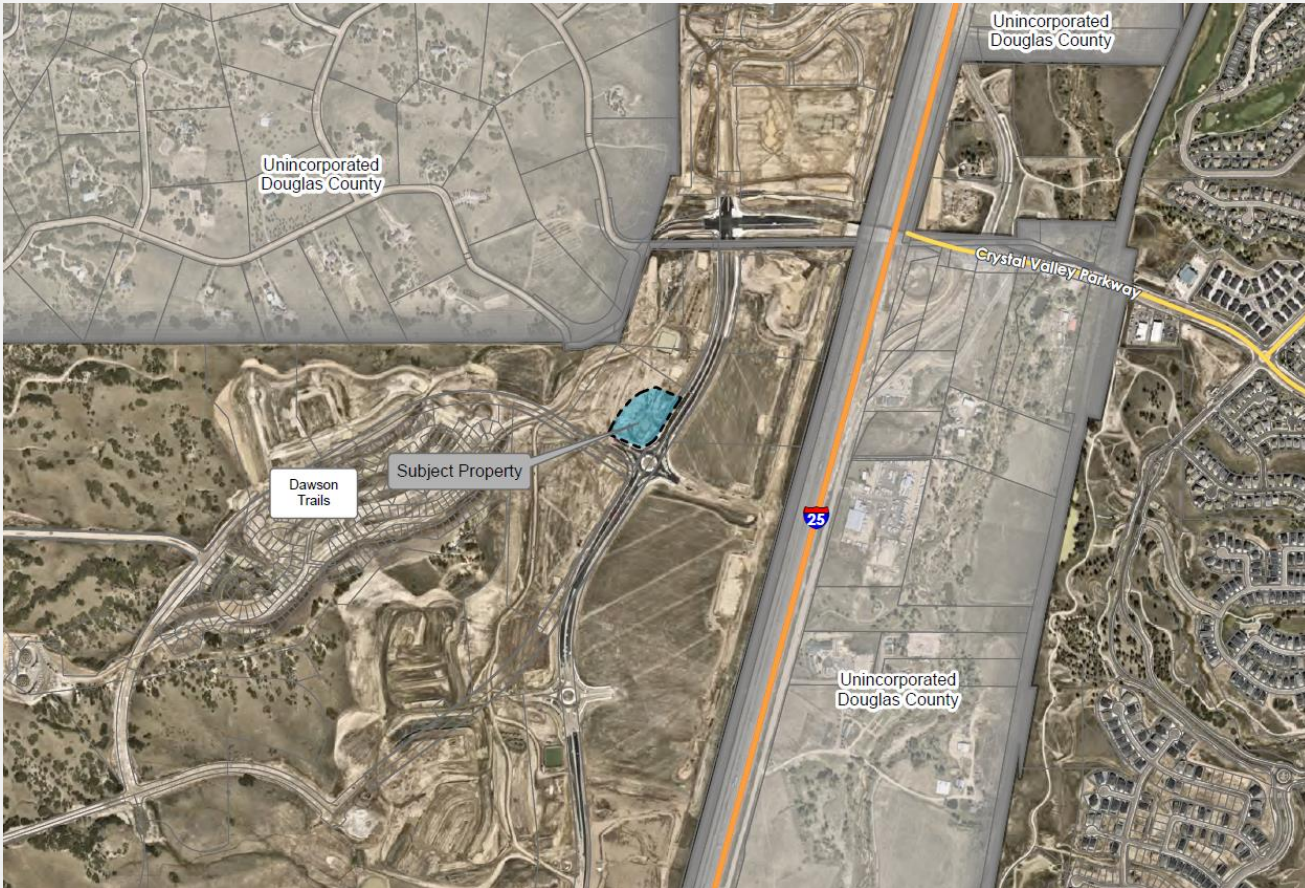 Unincorporated
Douglas County
Unincorporated
Douglas County
Crystal Valley Parkway
Subject Property
Dawson
Trails
25
Unincorporated
Douglas County